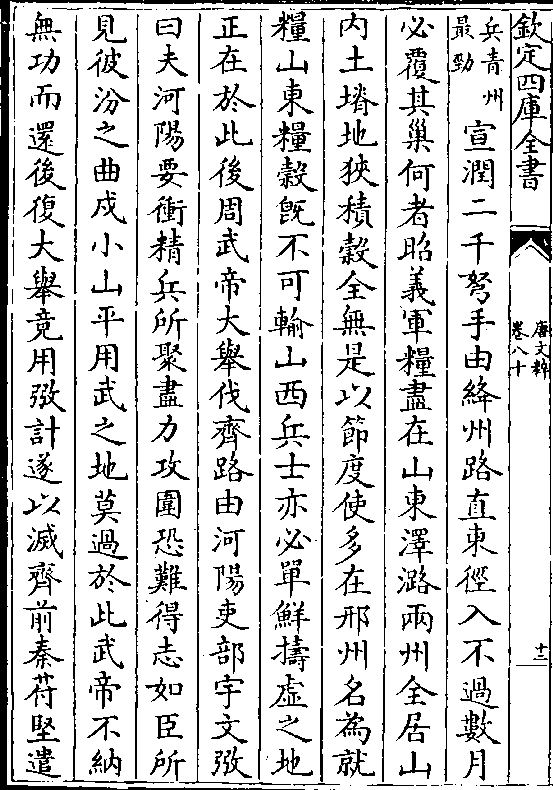 欽定四庫全書
唐文粹
卷八十
十三
兵青州
最勁
宣潤二千弩手由絳州路直東徑入不過數月
必覆其巢何者昭義軍糧盡在山東澤潞兩州全居山
内土塉地狹積穀全無是以節度使多在邢州名為就
糧山東糧穀既不可輸山西兵士亦必單鮮擣虛之地
正在於此後周武帝大舉伐齊路由河陽吏部宇文㢸
曰夫河陽要衝精兵所聚盡力攻圍恐難得志如臣所
見彼汾之曲戍小山平用武之地莫過於此武帝不納
無功而還後復大舉竟用㢸計遂以滅齊前秦苻堅遣